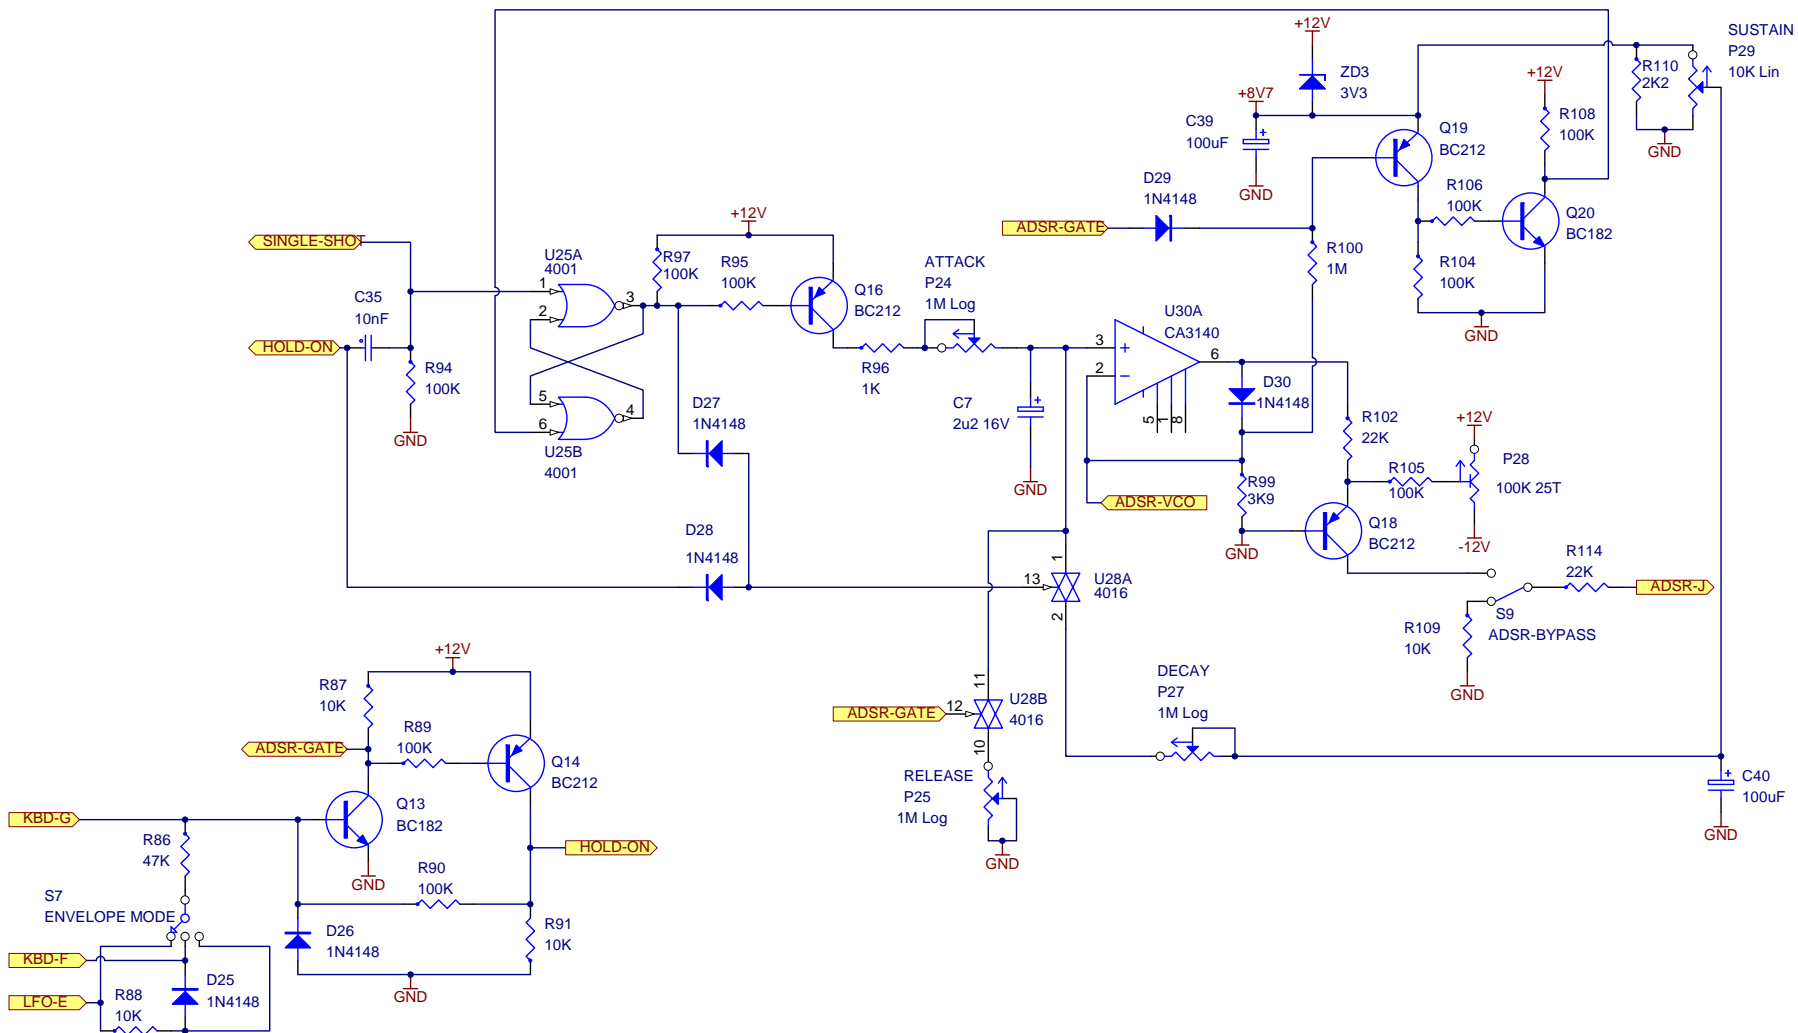 +12V
SUSTAIN
P29
10K Lin
R110
2K2
ZD3
3V3
+12V
+8V7
C39
100uF
R108
100K
Q19
BC212
GND
GND
D29
1N4148
R106
100K
Q20
BC182
+12V
ADSR-GATE
SINGLE-SHOT
U25A
4001
R97
100K
R95
100K
ATTACK
P24
1M Log
R100
1M
R104
100K
1
2
3
Q16
BC212
C35
10nF
U30A
CA3140
GND
HOLD-ON
3
2
6
R94
100K
R96
1K
D30
1N4148
5
1
8
5
6
4
D27
1N4148
C7
2u2 16V
R102
22K
+12V
GND
U25B
4001
P28
100K 25T
R105
100K
R99
3K9
GND
ADSR-VCO
D28
1N4148
Q18
BC212
GND
-12V
1
R114
22K
13
U28A
4016
ADSR-J
2
S9
ADSR-BYPASS
R109
10K
+12V
DECAY
P27
1M Log
GND
R87
10K
11
ADSR-GATE
12
U28B
4016
R89
100K
ADSR-GATE
10
Q14
BC212
RELEASE
P25
1M Log
C40
100uF
Q13
BC182
KBD-G
R86
47K
HOLD-ON
GND
GND
R90
100K
GND
S7
ENVELOPE MODE
R91
10K
D26
1N4148
KBD-F
D25
1N4148
GND
LFO-E
R88
10K